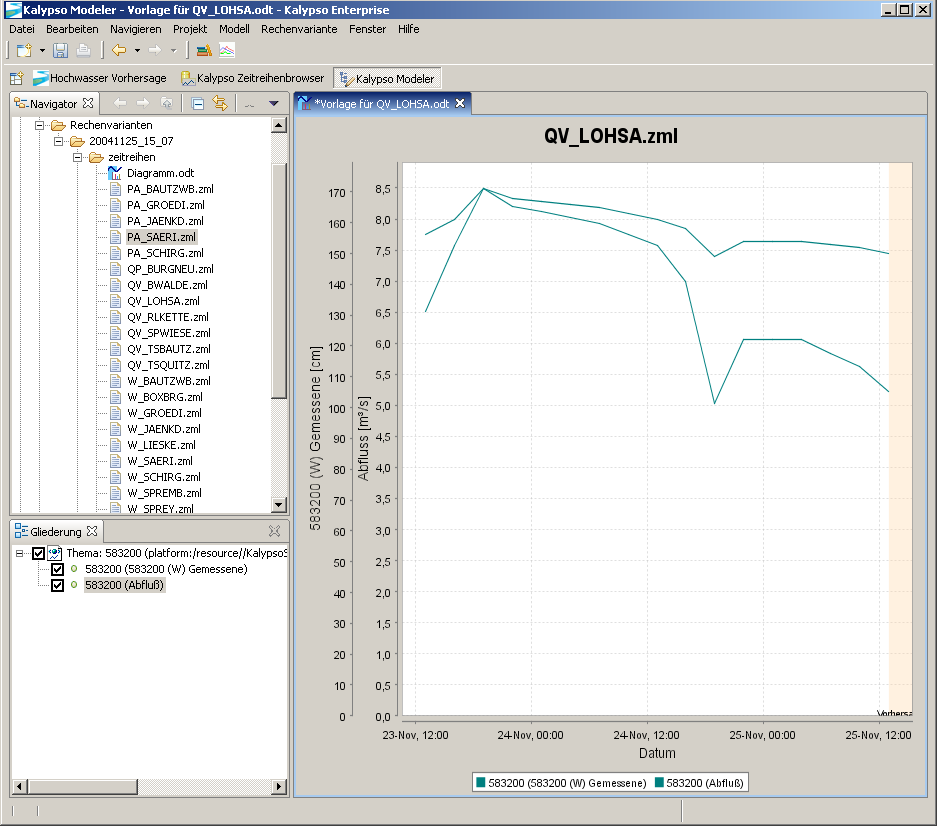 Kalypso Modeler - Vorlage für QV_LOHSA.odt - Kalypso Enterprise
Datei Bearbeiten Navigieren Projekt Modell Rechenvariante Fenster Hilfe
Hochwasser Vorhersage Kalypso Zeitreihenbrowser Kalypso Modeler
Navigator
Rechenvarianten
20041125_15_07
zeitreihen
Diagramm.odt
PA_BAUTZWB.zml
PA_GROEDI.zml
PA_JAENKD.zml
PA_SAERI.zml
PA_SCHIRG.zml
QP_BURGNEU.zml
QV_BWALDE.zml
QV_LOHSA.zml
QV_RLKETTE.zml
QV_SPWIESE.zml
QV_TSBAUTZ.zml
QV_TSQUITZ.zml
W_BAUTZWB.zml
W_BOXBRG.zml
W_GROEDI.zml
W_JAENKD.zml
W_LIESKE.zml
W_SAERI.zml
W_SCHIRG.zml
W_SPREMB.zml
W_SPREY.zml
Gliederung
Thema: 583200 (platform:/resource//KalypsoS
583200 (583200 (W) Gemessene)
583200 (Abfluß)
*Vorlage für QV_LOHSA.odt
QV_LOHSA.zml
583200 (W) Gemessene [cm]
170
160
150
140
130
120
110
100
90
80
70
60
50
40
30
20
10
0
Abfluss [m³/s]
8,5
8,0
7,5
7,0
6,5
6,0
5,5
5,0
4,5
4,0
3,5
3,0
2,5
2,0
1,5
1,0
0,5
0,0
Vorhersa
23-Nov, 12:00 24-Nov, 00:00 24-Nov, 12:00 25-Nov, 00:00 25-Nov, 12:00
Datum
583200 (583200 (W) Gemessene) 583200 (Abfluß)